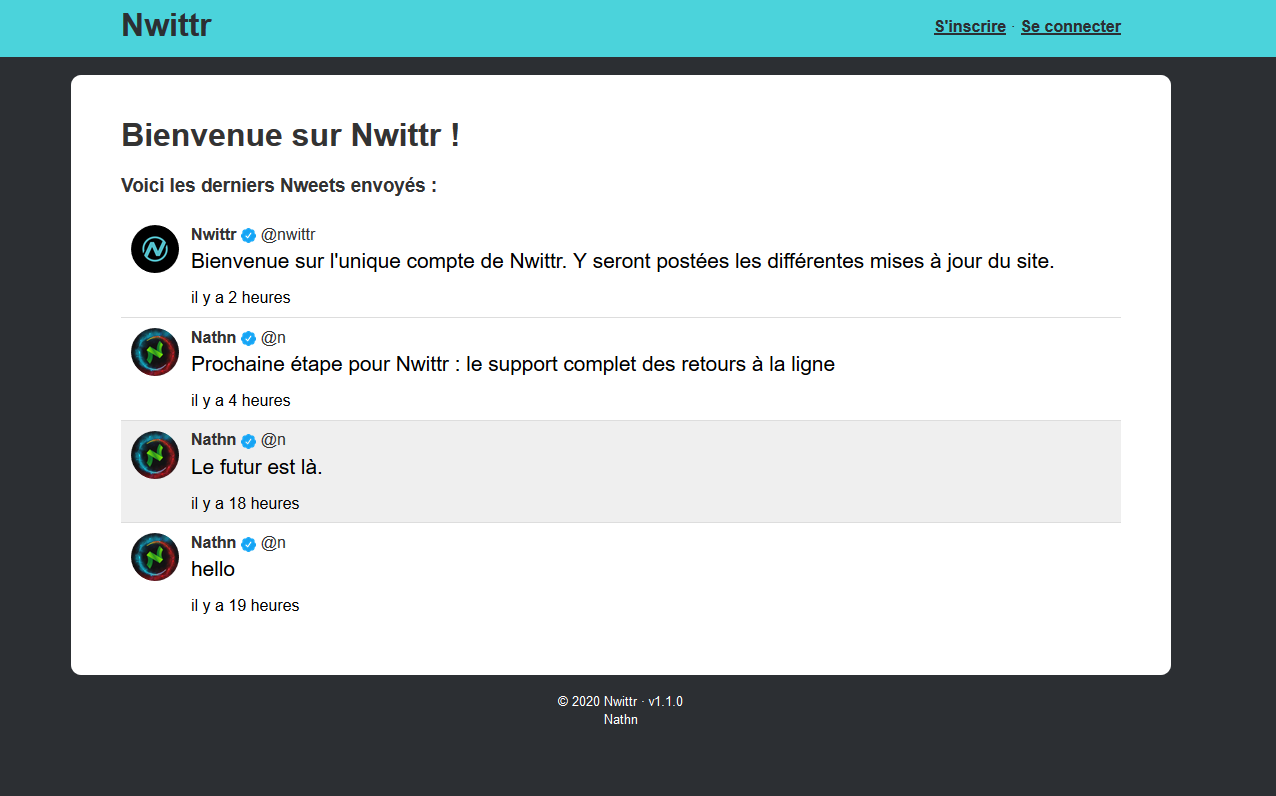 Nwittr
S'inscrire · Se connecter
Bienvenue sur Nwittr !
Voici les derniers Nweets envoyés :
Nwittr @nwittr
Bienvenue sur l'unique compte de Nwittr. Y seront postées les différentes mises à jour du site.
il y a 2 heures
Nathn @n
Prochaine étape pour Nwittr : le support complet des retours à la ligne
il y a 4 heures
Nathn @n
Le futur est là.
il y a 18 heures
Nathn @n
hello
il y a 19 heures
© 2020 Nwittr · v1.1.0
Nathn